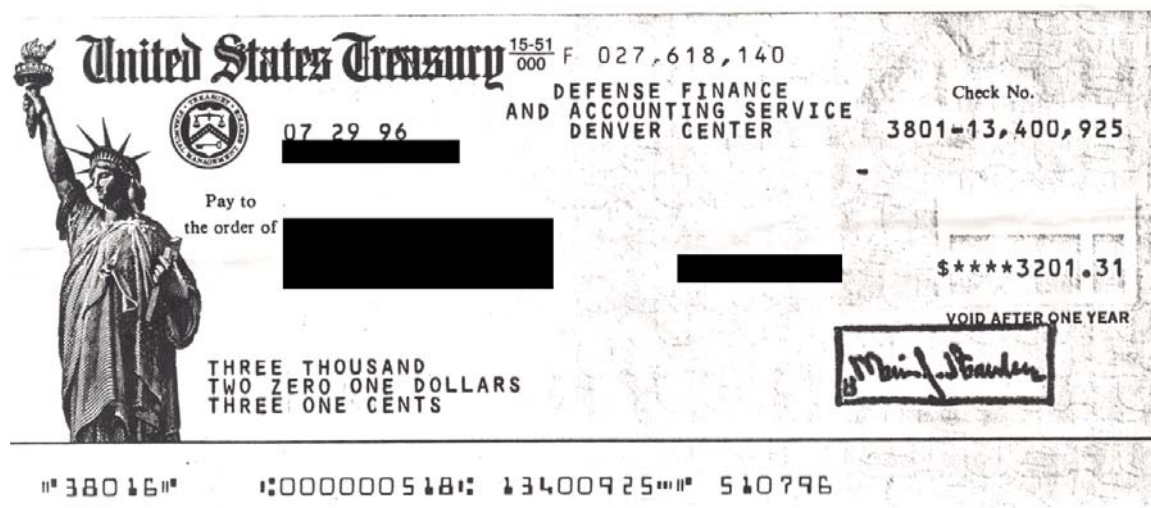 United States Treasury 15-51 000 F 027,618,140
DEFENSE FINANCE
AND ACCOUNTING SERVICE
DENVER CENTER
Check No.
3801-13,400,925
07 29 96
Pay to
the order of
$****3201.31
VOID AFTER ONE YEAR
THREE THOUSAND
TWO ZERO ONE DOLLARS
THREE ONE CENTS
⑈38016⑈ ⑆000000518⑆ 13400925⑉⑈ 510796